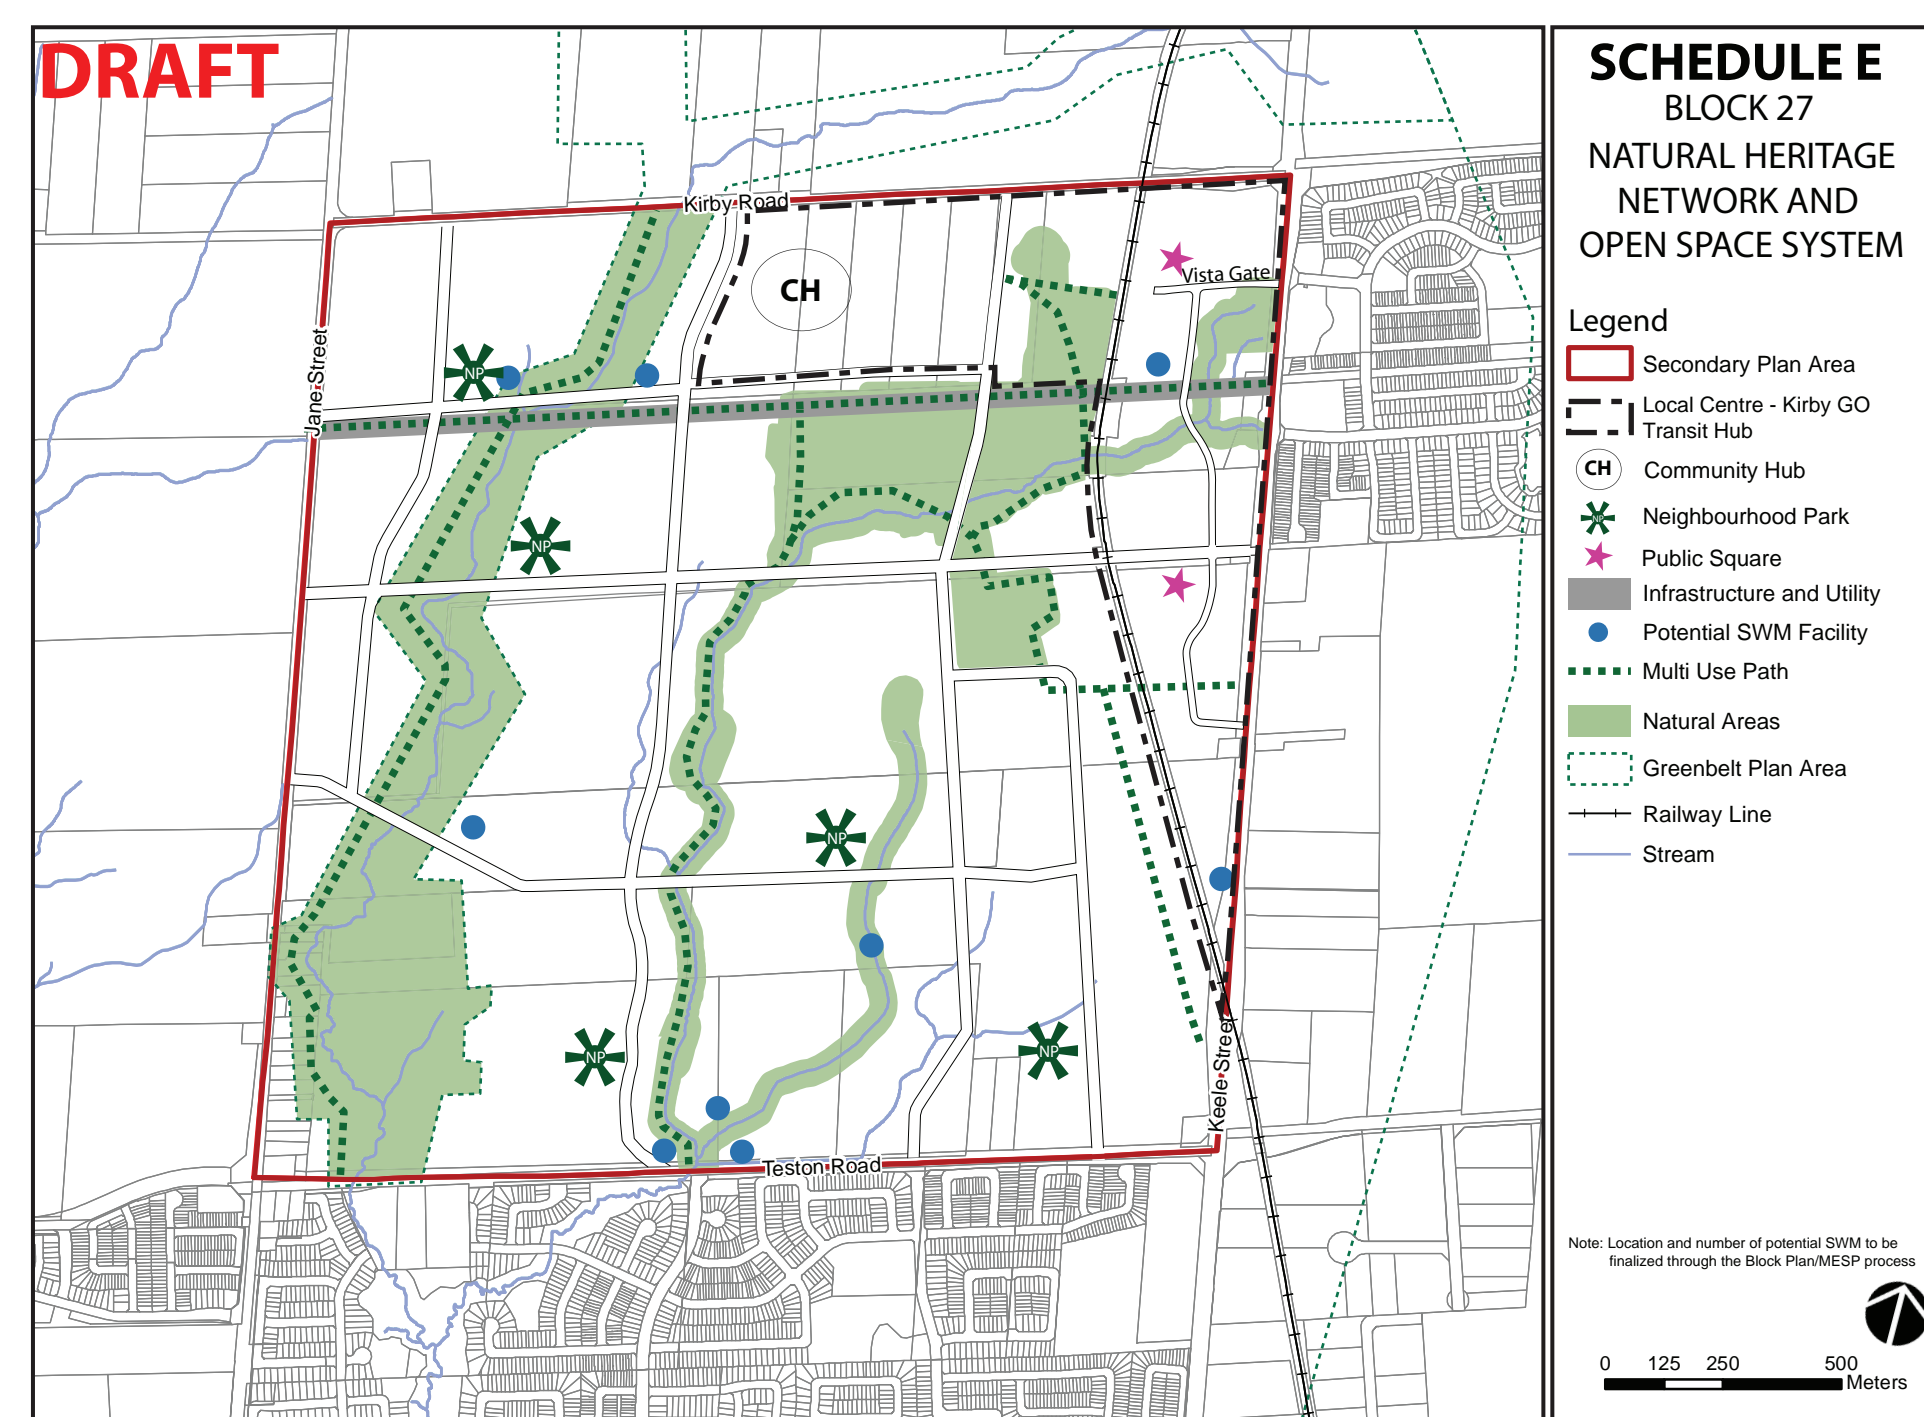 DRAFT
Kirby Road
CH
Vista Gate
Jane Street
NP
NP
NP
NP
NP
Keele Street
Teston Road
SCHEDULE E
BLOCK 27
NATURAL HERITAGE
NETWORK AND
OPEN SPACE SYSTEM
Legend
Secondary Plan Area
Local Centre - Kirby GO
Transit Hub
CH Community Hub
NP Neighbourhood Park
Public Square
Infrastructure and Utility
Potential SWM Facility
Multi Use Path
Natural Areas
Greenbelt Plan Area
Railway Line
Stream
Note: Location and number of potential SWM to be
finalized through the Block Plan/MESP process
0 125 250 500
Meters